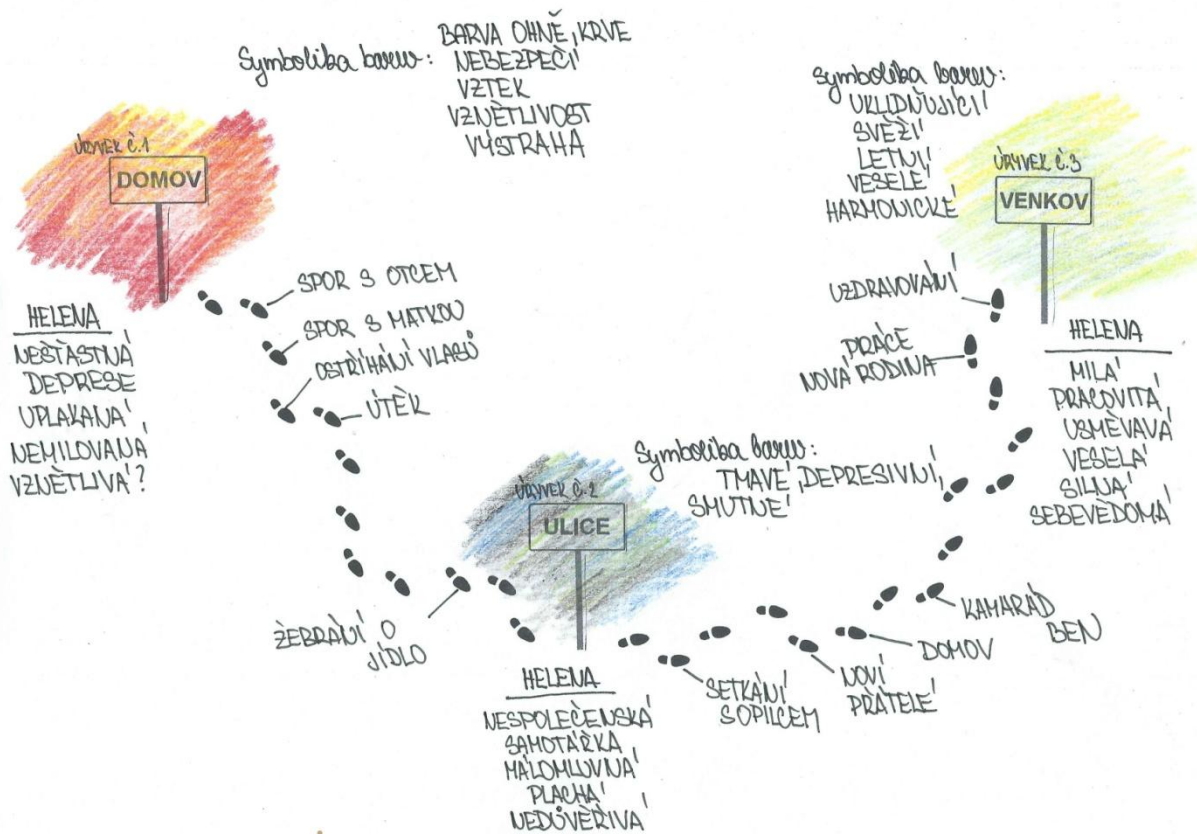 Symbolika barev:
BARVA OHNĚ, KRVE
NEBEZPEČÍ
VZTEK
VZNĚTLIVOST
VÝSTRAHA
ÚRYVEK Č.1
DOMOV
HELENA
NEŠŤASTNÁ
DEPRESE
UPLAKANÁ
NEMILOVANÁ
VZNĚTLIVÁ?
SPOR S OTCEM
SPOR S MATKOU
OSTŘÍHÁNÍ VLASŮ
ÚTĚK
ŽEBRÁNÍ O
JÍDLO
Symbolika barev:
TMAVÉ, DEPRESIVNÍ,
SMUTNÉ
ÚRYVEK Č.2
ULICE
HELENA
NESPOLEČENSKÁ
SAMOTÁŘKA
MÁLOMLUVNÁ
PLACHÁ
NEDŮVĚŘIVÁ
SETKÁNÍ
S OPILCEM
NOVÍ
PŘÁTELÉ
DOMOV
KAMARÁD
BEN
Symbolika barev:
UKLIDŇUJÍCÍ
SVĚŽÍ
LETNÍ
VESELÉ
HARMONICKÉ
ÚRYVEK Č.3
VENKOV
UZDRAVOVÁNÍ
PRÁCE
NOVÁ RODINA
HELENA
MILÁ
PRACOVITÁ
USMĚVAVÁ
VESELÁ
SILNÁ
SEBEVĚDOMÁ